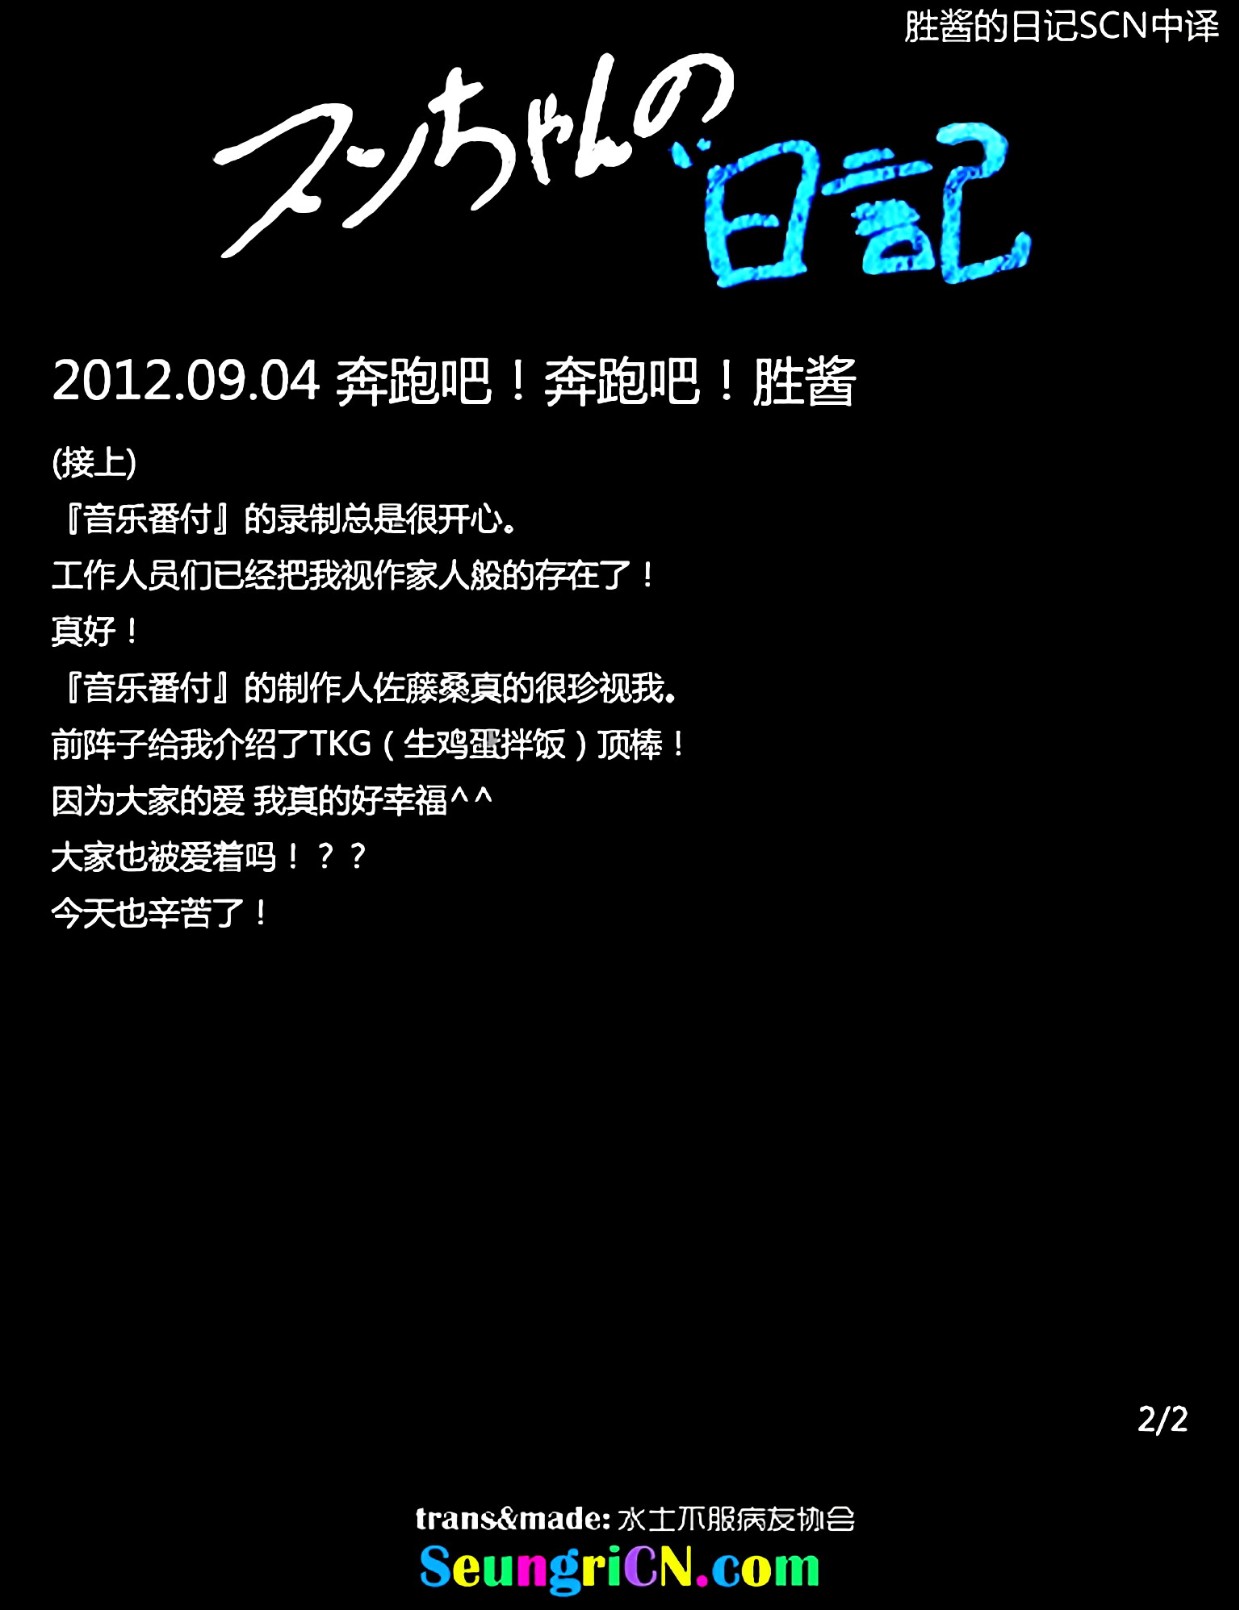 胜酱的日记SCN中译
スンちゃんの
日記
2012.09.04 奔跑吧！奔跑吧！胜酱
(接上)
『音乐番付』的录制总是很开心。
工作人员们已经把我视作家人般的存在了！
真好！
『音乐番付』的制作人佐藤桑真的很珍视我。
前阵子给我介绍了TKG（生鸡蛋拌饭）顶棒！
因为大家的爱 我真的好幸福^^
大家也被爱着吗！？？
今天也辛苦了！
2/2
trans&made: 水土不服病友协会
SeungriCN.com